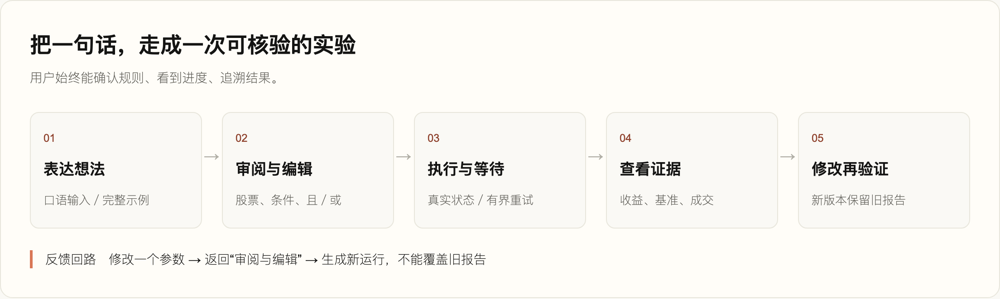 把一句话，走成一次可核验的实验
用户始终能确认规则、看到进度、追溯结果。
01
表达想法
口语输入 / 完整示例
→
02
审阅与编辑
股票、条件、且 / 或
→
03
执行与等待
真实状态 / 有界重试
→
04
查看证据
收益、基准、成交
→
05
修改再验证
新版本保留旧报告
反馈回路 修改一个参数 → 返回“审阅与编辑” → 生成新运行，不能覆盖旧报告